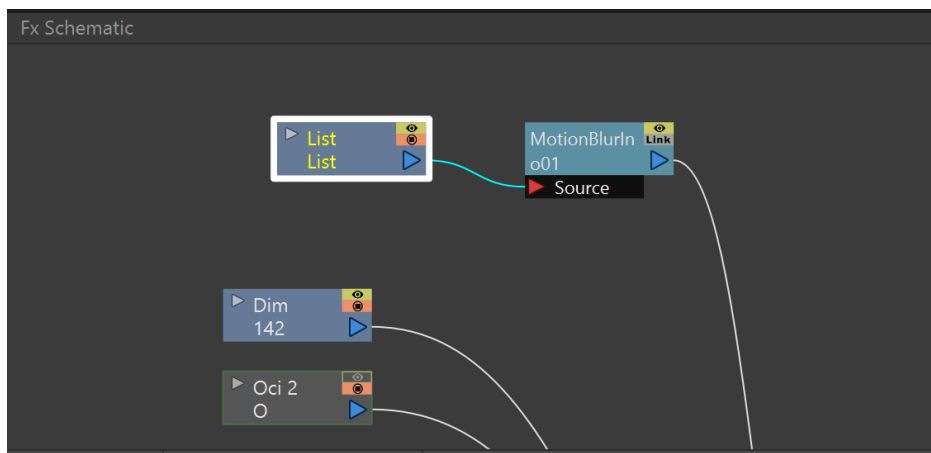 Fx Schematic
List
List
MotionBlurIn
o01
Link
Source
Dim
142
Oci 2
O